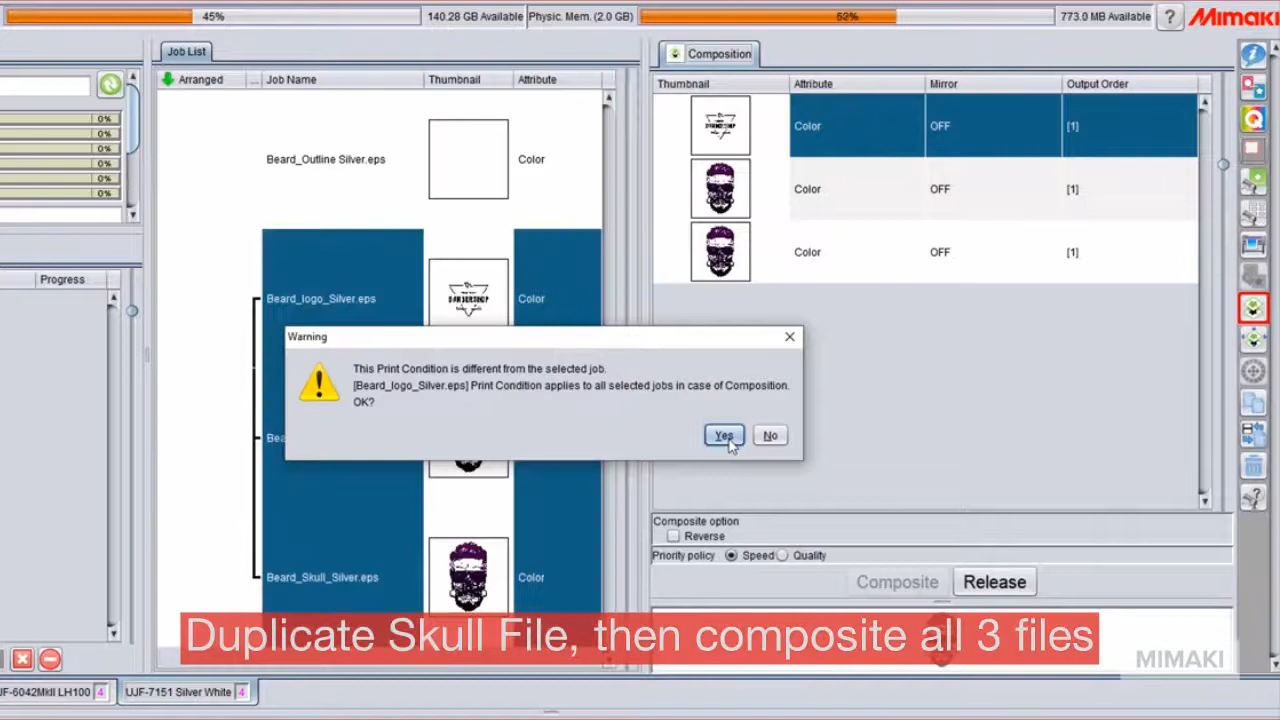 45%
140.28 GB Available
Physic. Mem. (2.0 GB)
62%
773.0 MB Available
?
Mimaki
Job List
Composition
Arranged
...
Job Name
Thumbnail
Attribute
Thumbnail
Attribute
Mirror
Output Order
0%
0%
0%
0%
0%
0%
Beard_Outline Silver.eps
Color
Color
OFF
[1]
Color
OFF
[1]
Color
OFF
[1]
Progress
Beard_logo_Silver.eps
BARBERSHOP
Color
Warning
This Print Condition is different from the selected job.
[Beard_logo_Silver.eps] Print Condition applies to all selected jobs in case of Composition.
OK?
Yes
No
Bea
Beard_Skull_Silver.eps
Color
Composite option
Reverse
Priority policy
Speed
Quality
Composite
Release
Duplicate Skull File, then composite all 3 files
MIMAKI
JF-6042MkII LH100
4
UJF-7151 Silver White
4